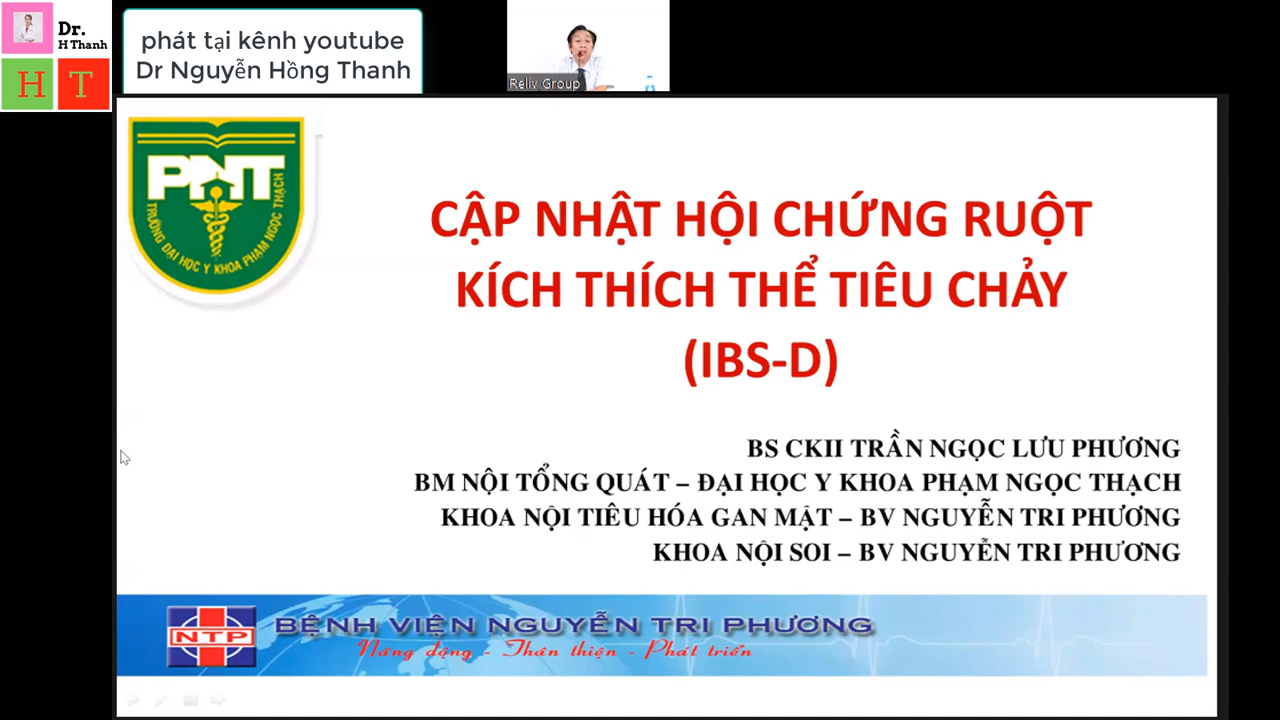 Dr.
H Thanh
H T
phát tại kênh youtube
Dr Nguyễn Hồng Thanh
Reliv Group
PNT
TRƯỜNG ĐẠI HỌC Y KHOA PHẠM NGỌC THẠCH
CẬP NHẬT HỘI CHỨNG RUỘT
KÍCH THÍCH THỂ TIÊU CHẢY
(IBS-D)
BS CKII TRẦN NGỌC LƯU PHƯƠNG
BM NỘI TỔNG QUÁT – ĐẠI HỌC Y KHOA PHẠM NGỌC THẠCH
KHOA NỘI TIÊU HÓA GAN MẬT – BV NGUYỄN TRI PHƯƠNG
KHOA NỘI SOI – BV NGUYỄN TRI PHƯƠNG
NTP
BỆNH VIỆN NGUYỄN TRI PHƯƠNG
Năng động - Thân thiện - Phát triển